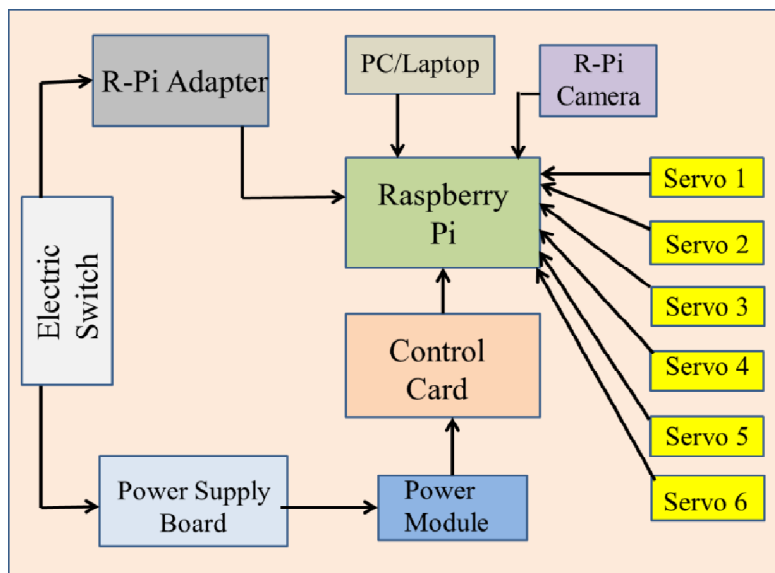 R-Pi Adapter
PC/Laptop
R-Pi
Camera
Raspberry
Pi
Servo 1
Servo 2
Servo 3
Servo 4
Servo 5
Servo 6
Electric
Switch
Control
Card
Power Supply
Board
Power
Module